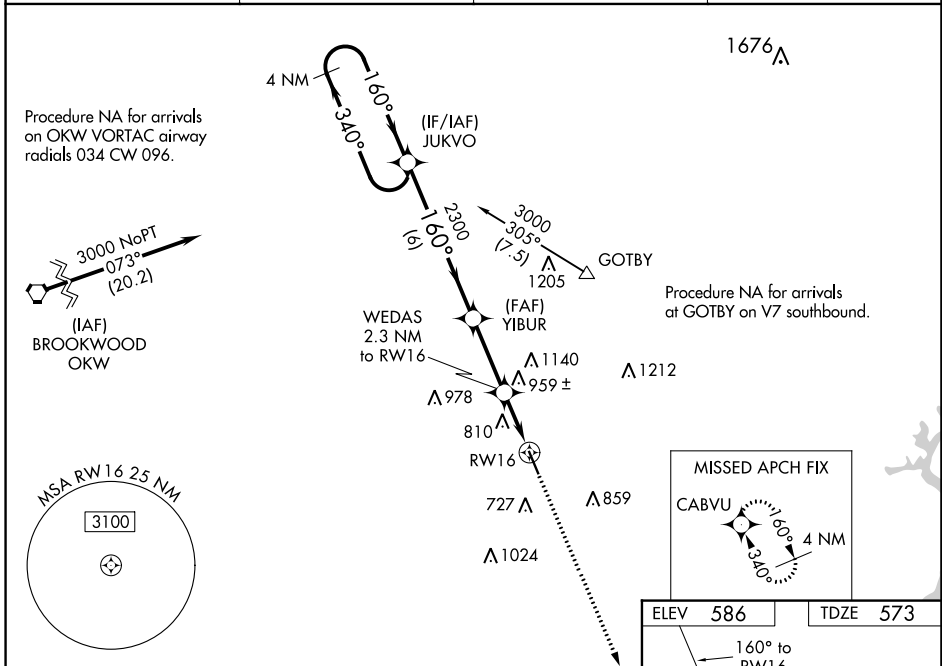 1676
4 NM
160°
340°
(IF/IAF)
JUKVO
Procedure NA for arrivals
on OKW VORTAC airway
radials 034 CW 096.
3000 NoPT
073°
(20.2)
(IAF)
BROOKWOOD
OKW
2300
160°
(6)
3000
305°
(7.5)
GOTBY
1205
Procedure NA for arrivals
at GOTBY on V7 southbound.
(FAF)
YIBUR
WEDAS
2.3 NM
to RW16
1140
959 ±
1212
978
810
RW16
727
859
1024
MSA RW16 25 NM
3100
MISSED APCH FIX
CABVU
160°
340°
4 NM
ELEV 586
TDZE 573
160° to
RW16